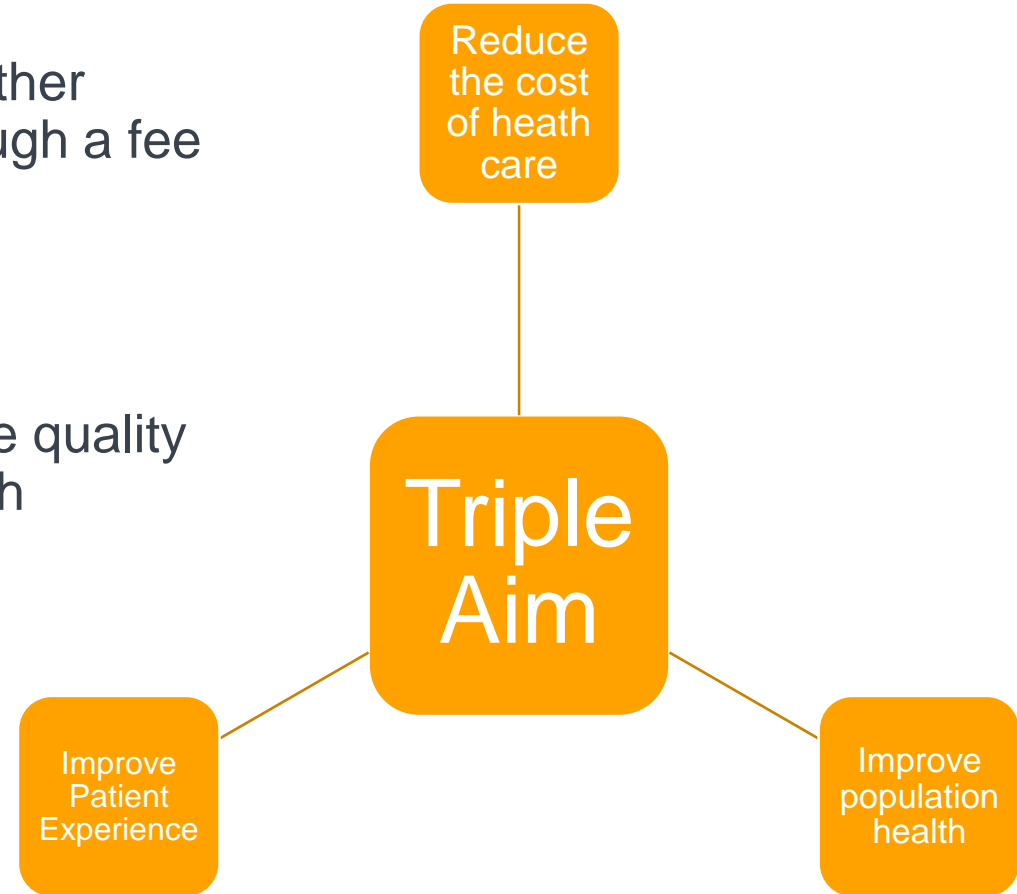 ther
ugh a fee
e quality
h
Reduce
the cost
of heath
care
Triple
Aim
Improve
Patient
Experience
Improve
population
health